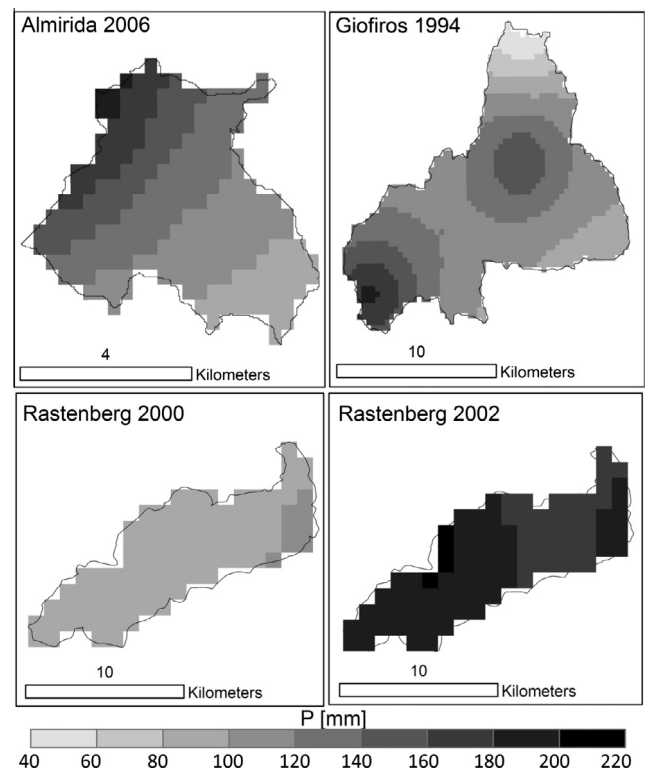 Almirida 2006
Giofiros 1994
4
Kilometers
10
Kilometers
Rastenberg 2000
Rastenberg 2002
10
Kilometers
10
Kilometers
P [mm]
40 60 80 100 120 140 160 180 200 220